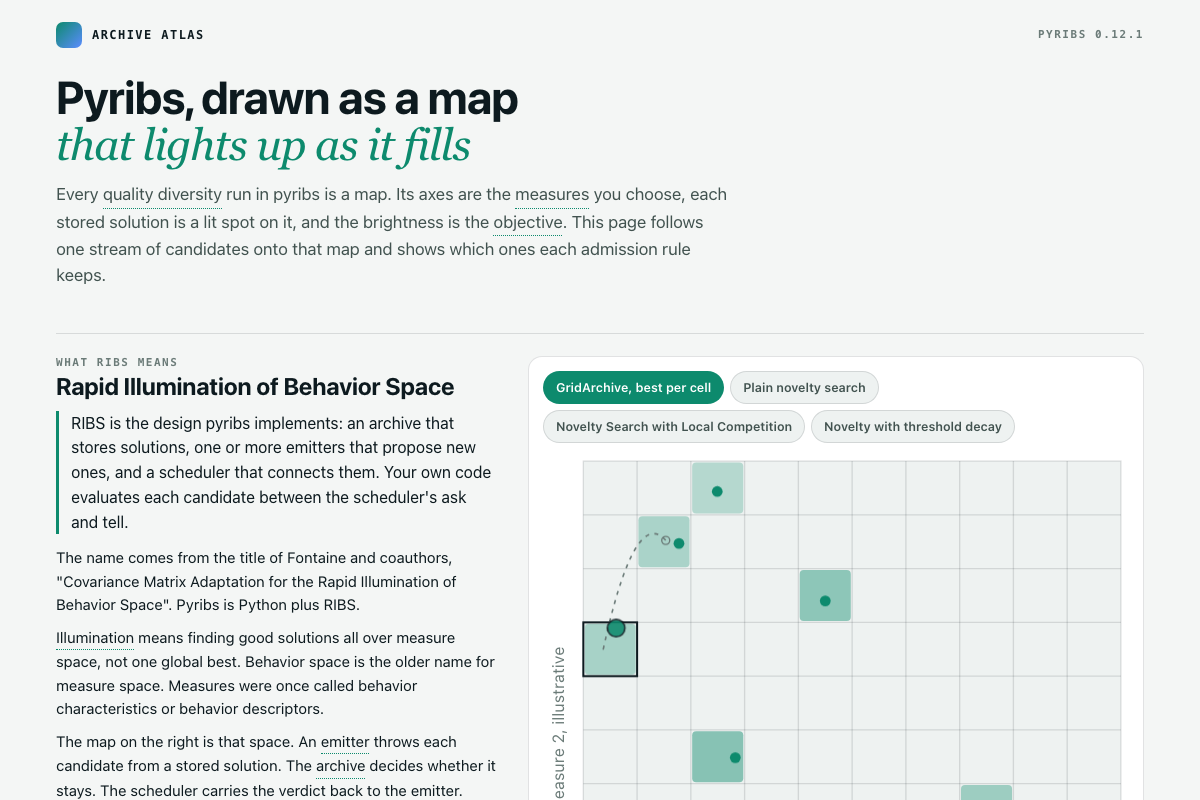 ARCHIVE ATLAS
PYRIBS 0.12.1
Pyribs, drawn as a map
that lights up as it fills
Every quality diversity run in pyribs is a map. Its axes are the measures you choose, each
stored solution is a lit spot on it, and the brightness is the objective. This page follows
one stream of candidates onto that map and shows which ones each admission rule
keeps.
WHAT RIBS MEANS
Rapid Illumination of Behavior Space
RIBS is the design pyribs implements: an archive that
stores solutions, one or more emitters that propose new
ones, and a scheduler that connects them. Your own code
evaluates each candidate between the scheduler's ask
and tell.
The name comes from the title of Fontaine and coauthors,
"Covariance Matrix Adaptation for the Rapid Illumination of
Behavior Space". Pyribs is Python plus RIBS.
Illumination means finding good solutions all over measure
space, not one global best. Behavior space is the older name for
measure space. Measures were once called behavior
characteristics or behavior descriptors.
The map on the right is that space. An emitter throws each
candidate from a stored solution. The archive decides whether it
stays. The scheduler carries the verdict back to the emitter.
GridArchive, best per cell
Plain novelty search
Novelty Search with Local Competition
Novelty with threshold decay
easure 2, illustrative